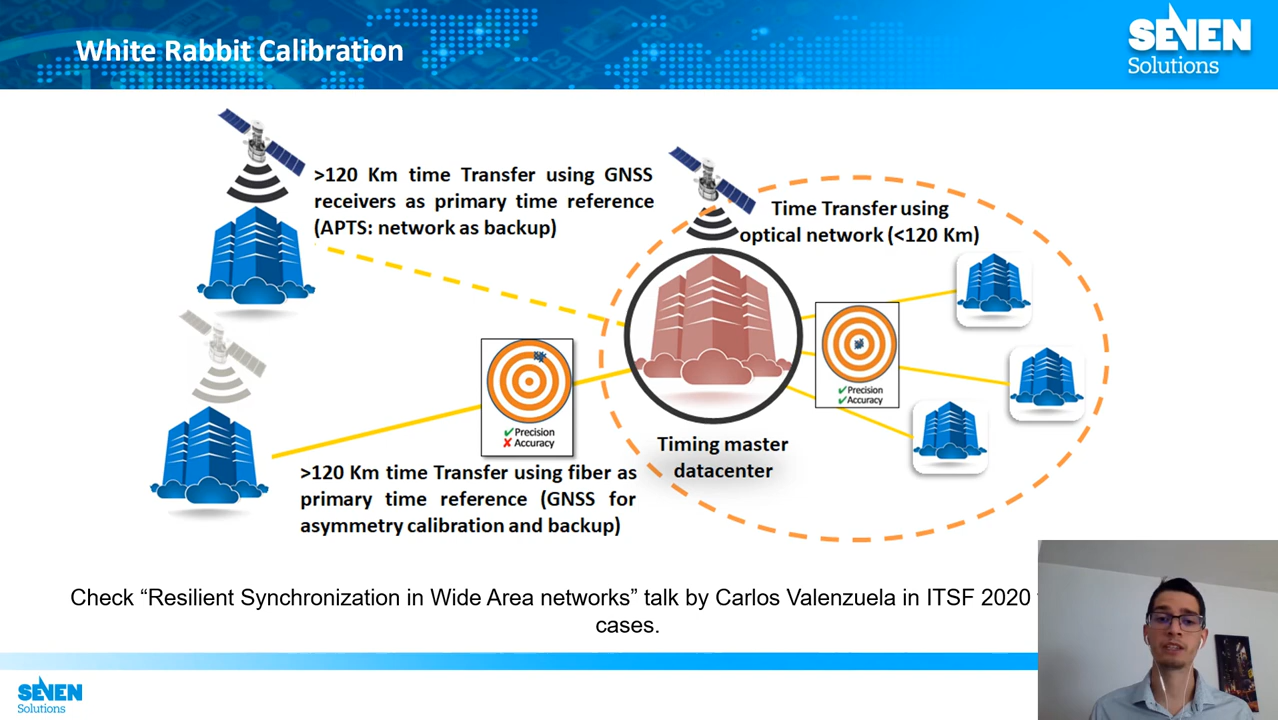 White Rabbit Calibration
SEVEN
Solutions
>120 Km time Transfer using GNSS
receivers as primary time reference
(APTS: network as backup)
Time Transfer using
optical network (<120 Km)
Precision
Accuracy
Precision
Accuracy
Timing master
datacenter
>120 Km time Transfer using fiber as
primary time reference (GNSS for
asymmetry calibration and backup)
Check “Resilient Synchronization in Wide Area networks” talk by Carlos Valenzuela in ITSF 2020
cases.
SEVEN
Solutions